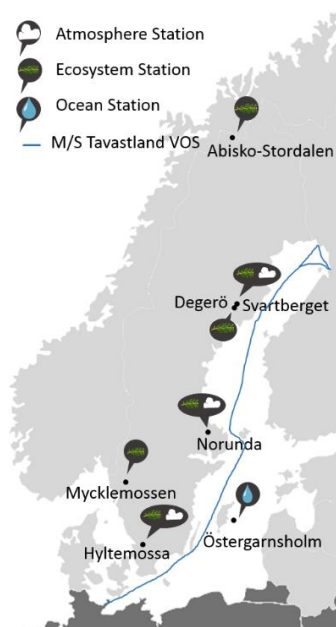 Atmosphere Station
Ecosystem Station
Ocean Station
M/S Tavastland VOS
Abisko-Stordalen
Degerö
Svartberget
Norunda
Mycklemossen
Östergarnsholm
Hyltemossa